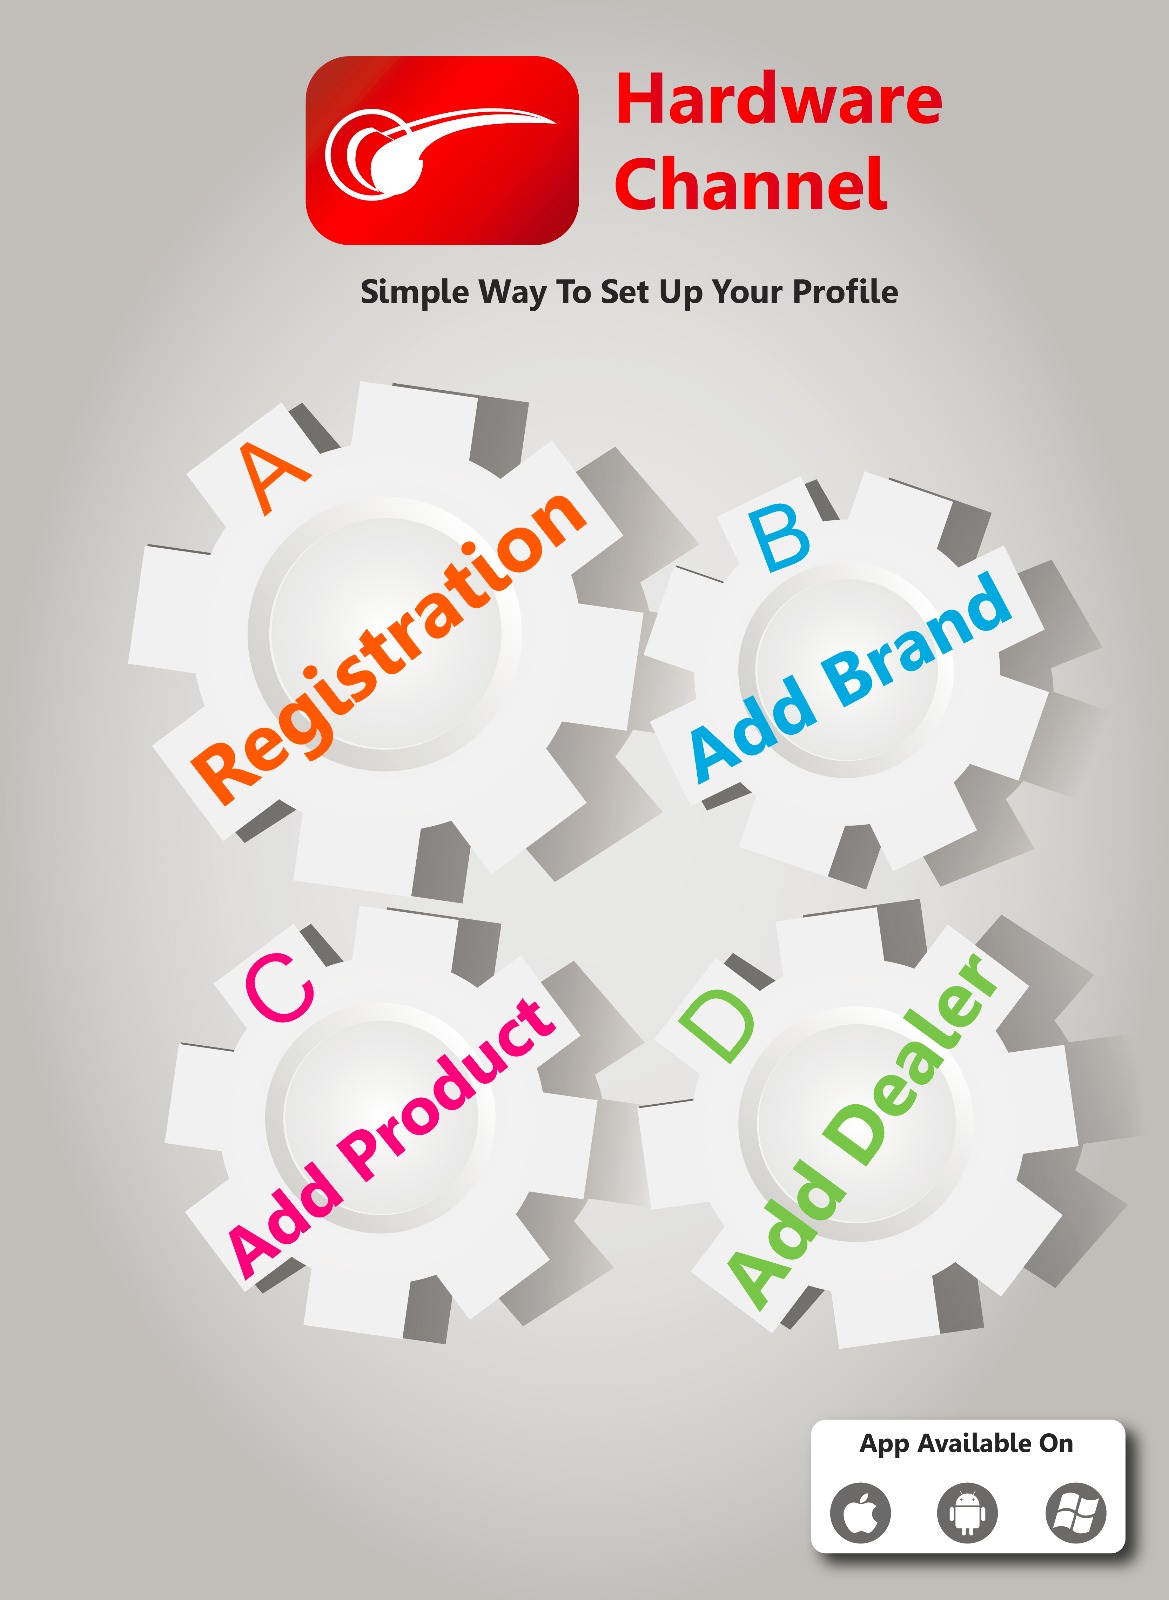 Hardware
Channel
Simple Way To Set Up Your Profile
A
Registration
B
Add Brand
C
Add Product
D
Add Dealer
App Available On